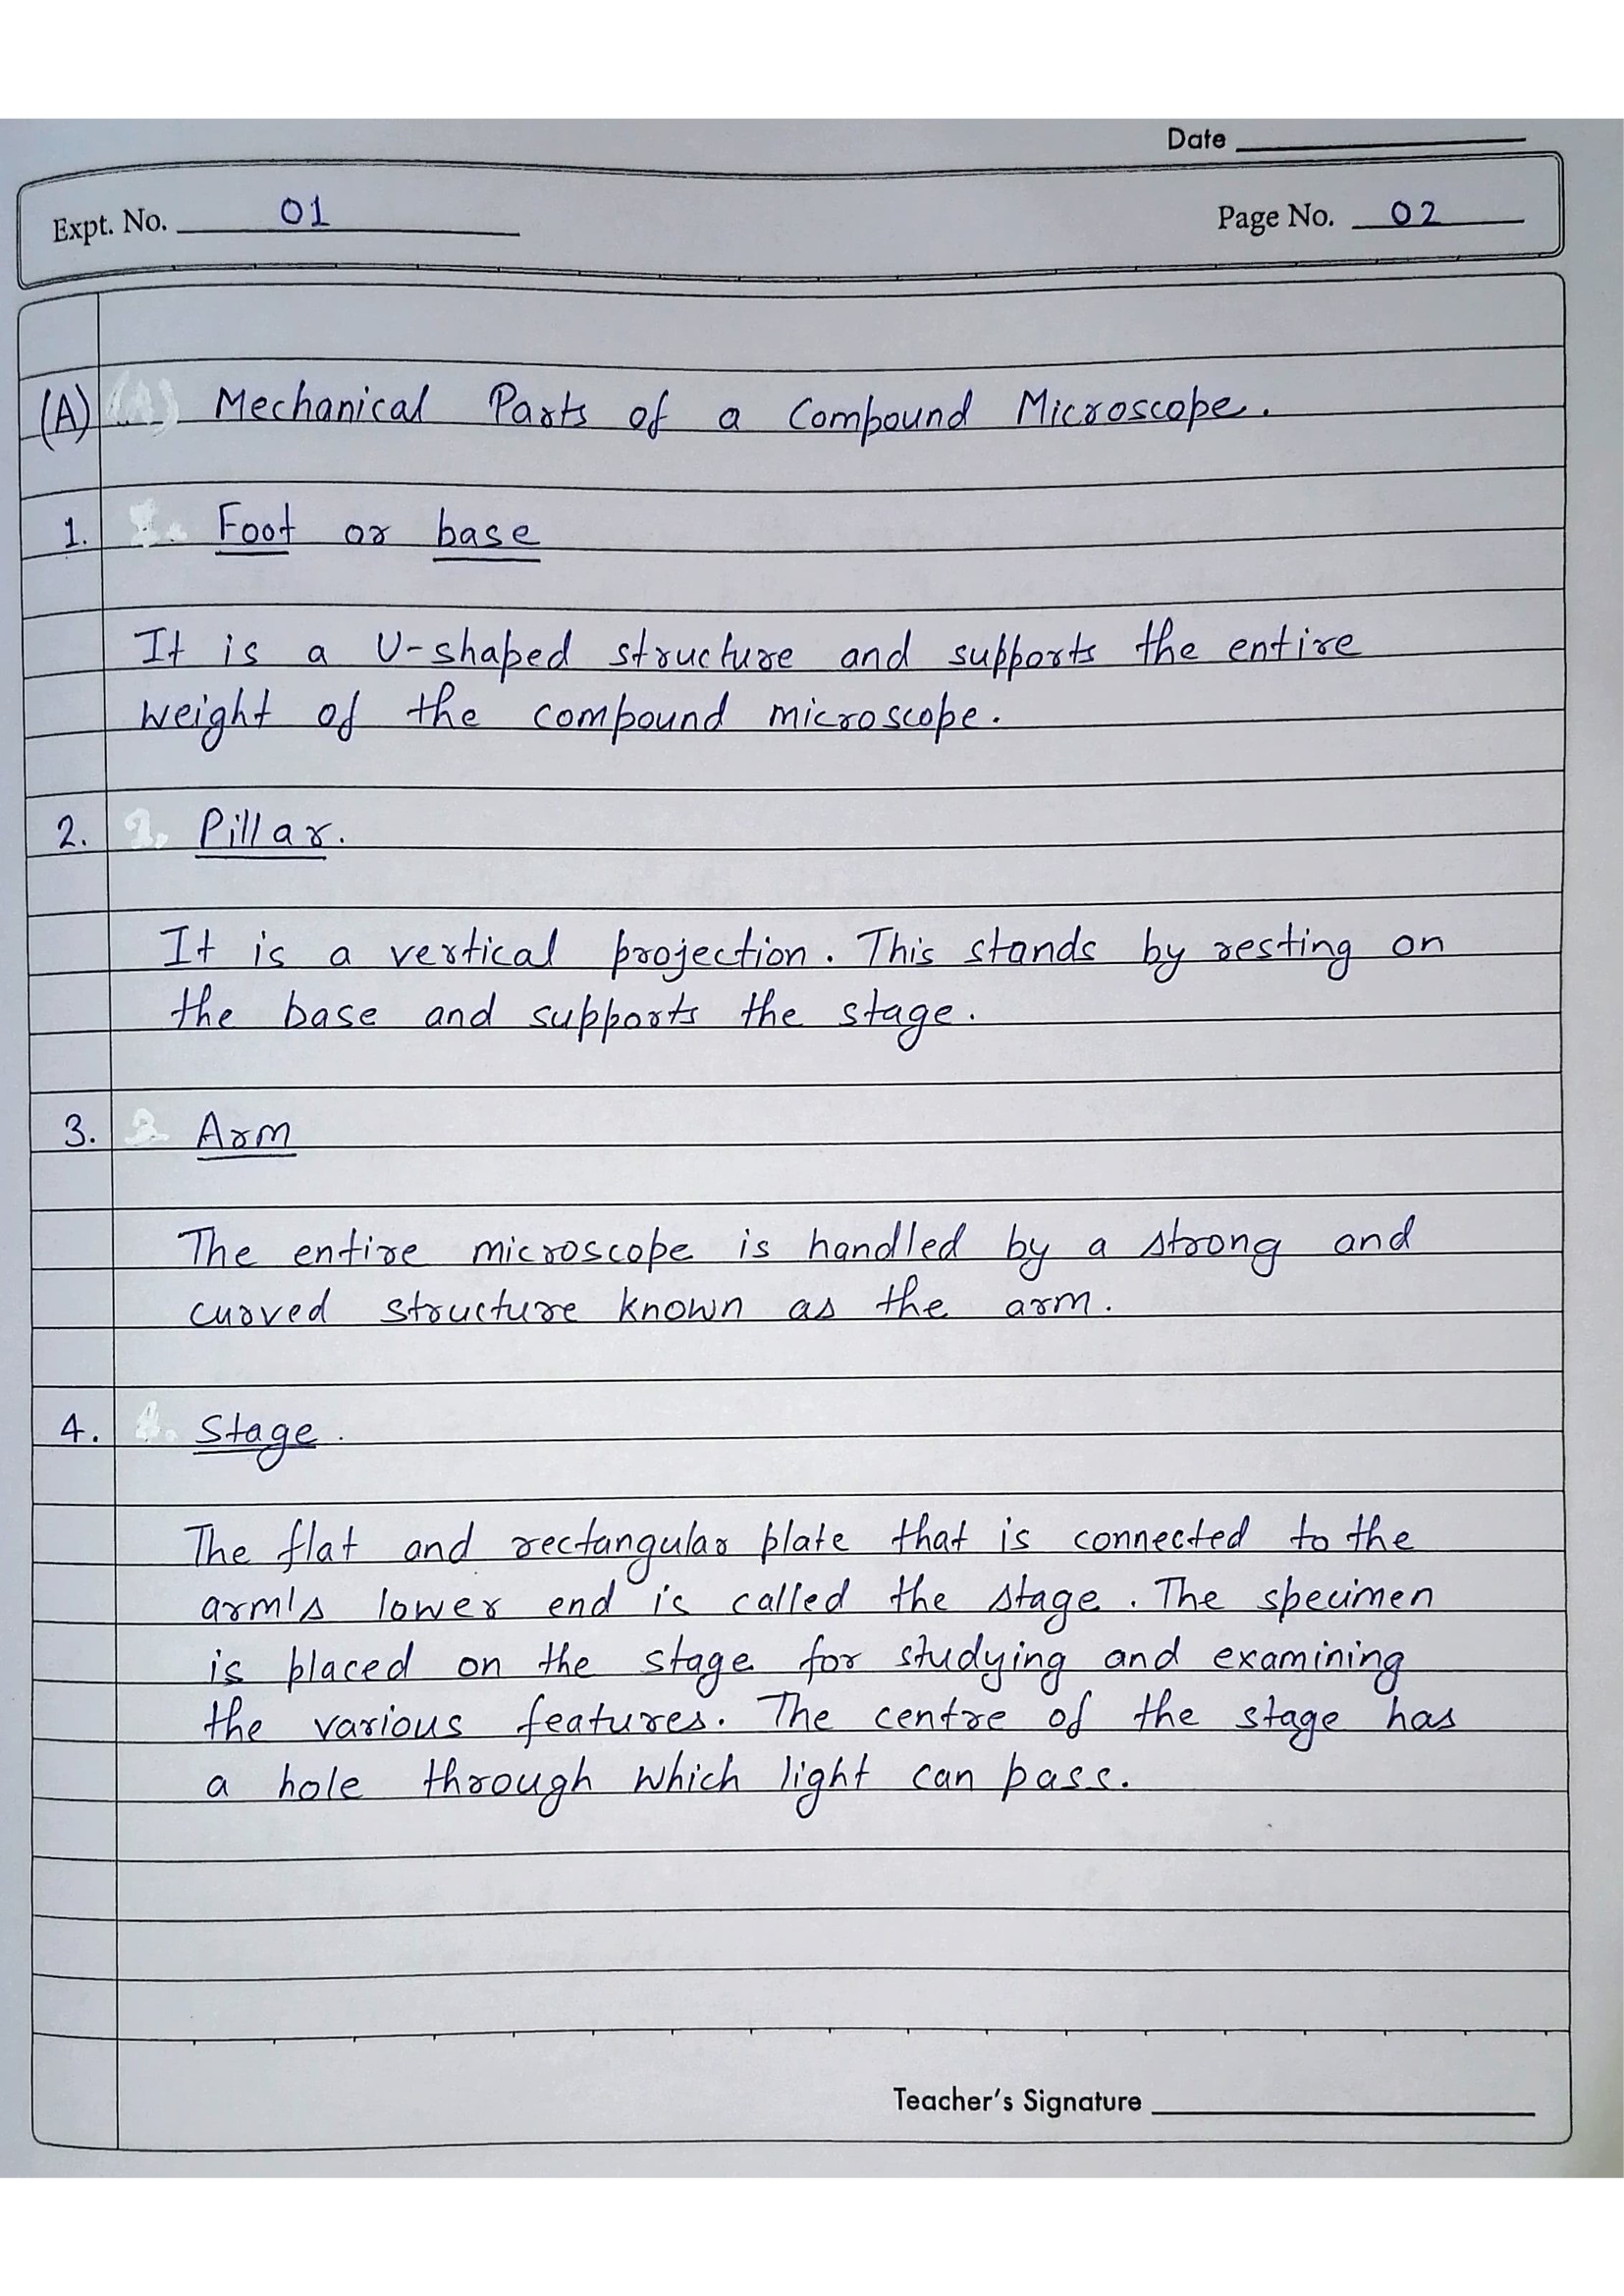 Date
Expt. No. 01
Page No. 02
(A) Mechanical Parts of a Compound Microscope.
1. Foot or base
It is a U-shaped structure and supports the entire
weight of the compound microscope.
2. Pillar.
It is a vertical projection. This stands by resting on
the base and supports the stage.
3. Arm
The entire microscope is handled by a strong and
curved structure known as the arm.
4. Stage.
The flat and rectangular plate that is connected to the
arm's lower end is called the stage. The specimen
is placed on the stage for studying and examining
the various features. The centre of the stage has
a hole through which light can pass.
Teacher's Signature